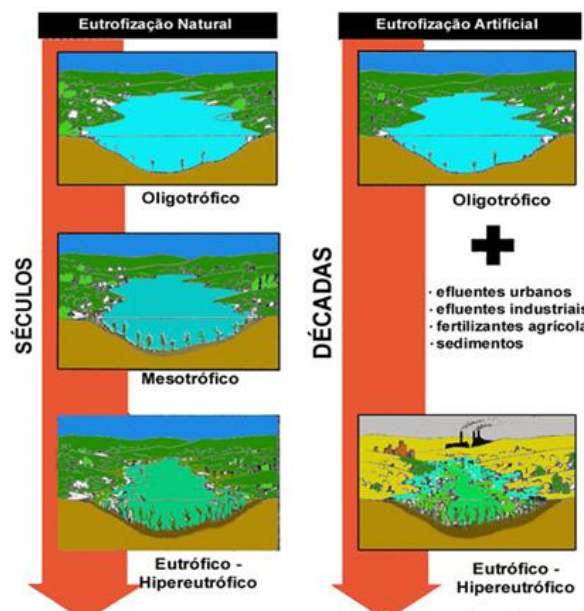 Eutrofização Natural
SÉCULOS
Oligotrófico
Mesotrófico
Eutrófico -
Hipereutrófico
Eutrofização Artificial
DÉCADAS
Oligotrófico
+
· efluentes urbanos
· efluentes industriais
· fertilizantes agrícola
· sedimentos
Eutrófico -
Hipereutrófico